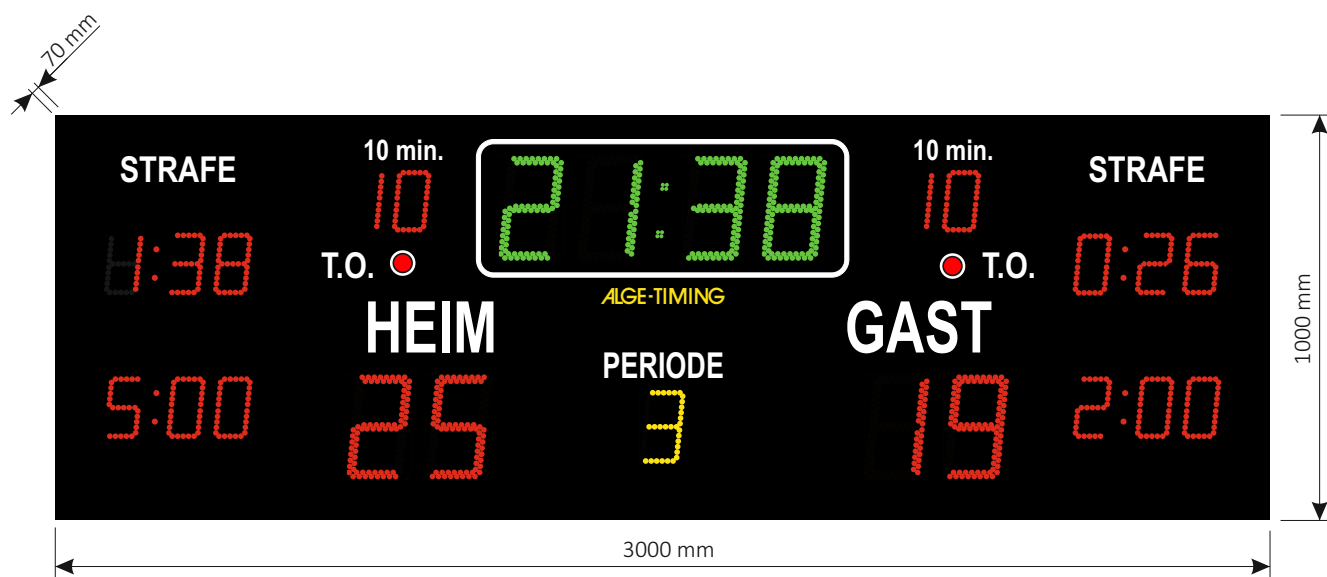 70 mm
STRAFE
10 min.
10
21:38
10 min.
10
STRAFE
1:38
T.O.
T.O.
0:26
ALGE-TIMING
HEIM
GAST
1000 mm
PERIODE
5:00
25
3
19
2:00
3000 mm